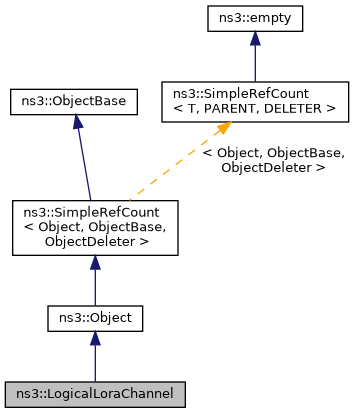 ns3::empty
ns3::SimpleRefCount
< T, PARENT, DELETER >
ns3::ObjectBase
< Object, ObjectBase,
ObjectDeleter >
ns3::SimpleRefCount
< Object, ObjectBase,
ObjectDeleter >
ns3::Object
ns3::LogicalLoraChannel